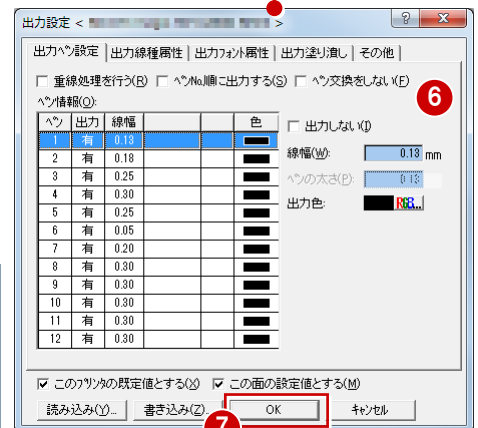 出力設定 < >
出力ペン設定 出力線種属性 出力フォント属性 出力塗り潰し その他
重線処理を行う(R) ペンNo.順に出力する(S) ペン交換をしない(F)
6
ペン情報(O):
ペン 出力 線幅 色
1 有 0.13
2 有 0.18
3 有 0.25
4 有 0.30
5 有 0.25
6 有 0.05
7 有 0.20
8 有 0.30
9 有 0.30
10 有 0.30
11 有 0.30
12 有 0.30
出力しない(I)
線幅(W): 0.13 mm
ペンの太さ(P): 0.13
出力色: RGB...
このプリンタの既定値とする(X) この面の設定値とする(M)
読み込み(Y)... 書き込み(Z)... OK キャンセル
7